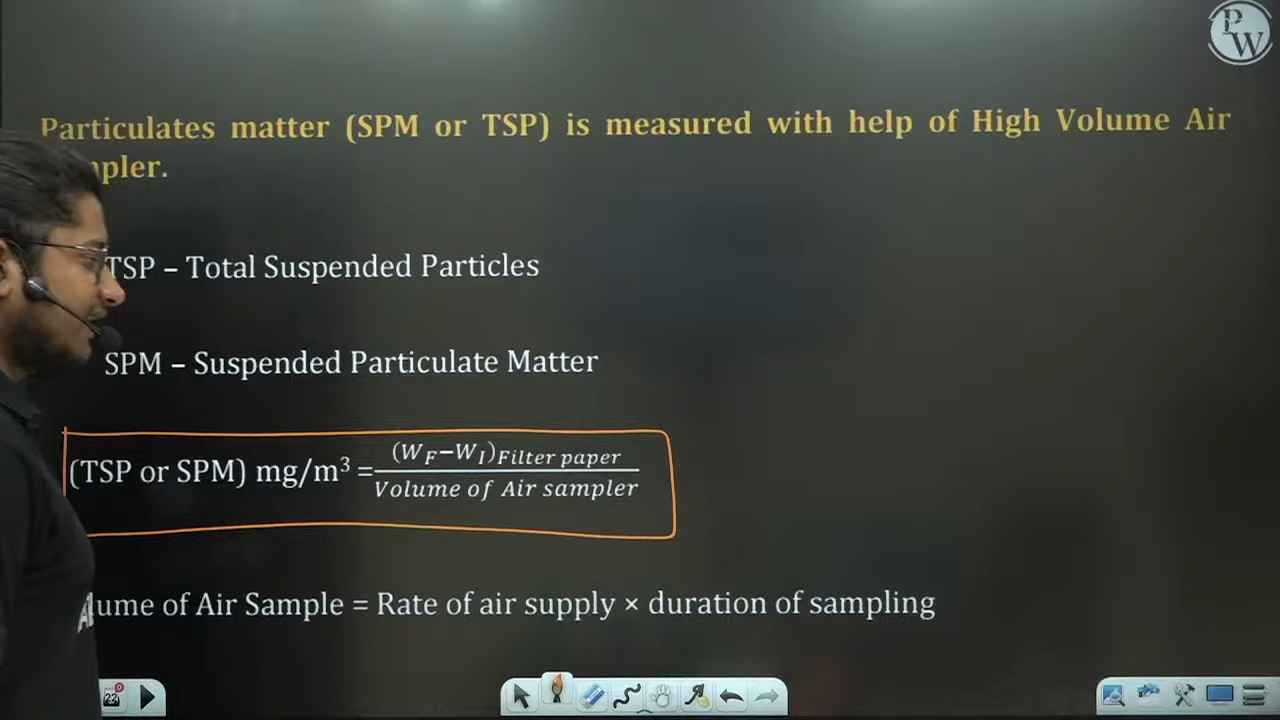 PW
Particulates matter (SPM or TSP) is measured with help of High Volume Air
TSP – Total Suspended Particles
SPM – Suspended Particulate Matter
(TSP or SPM) mg/m³ = (W_F−W_I)Filter paper / Volume of Air sampler
of Air Sample = Rate of air supply × duration of sampling
22